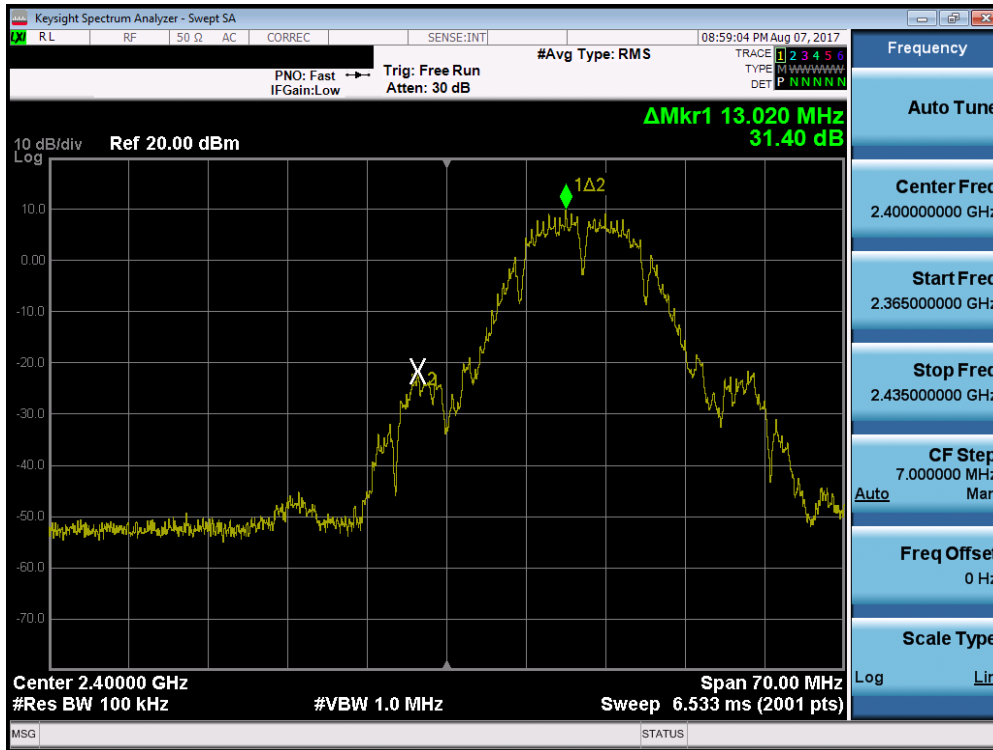 Keysight Spectrum Analyzer - Swept SA
LXI RL RF 50 Ω AC CORREC SENSE:INT 08:59:04 PM Aug 07, 2017
Frequency
#Avg Type: RMS
TRACE 1 2 3 4 5 6
TYPE M WWWWW
DET P N N N N N
PNO: Fast
IFGain:Low
Trig: Free Run
Atten: 30 dB
ΔMkr1 13.020 MHz
31.40 dB
10 dB/div
Log
Ref 20.00 dBm
1Δ2
10.0
0.00
-10.0
-20.0
-30.0
-40.0
-50.0
-60.0
-70.0
X2
Center 2.40000 GHz
#Res BW 100 kHz
#VBW 1.0 MHz
Span 70.00 MHz
Sweep 6.533 ms (2001 pts)
MSG
STATUS
Auto Tune
Center Freq
2.400000000 GHz
Start Freq
2.365000000 GHz
Stop Freq
2.435000000 GHz
CF Step
7.000000 MHz
Auto Man
Freq Offset
0 Hz
Scale Type
Log Lin